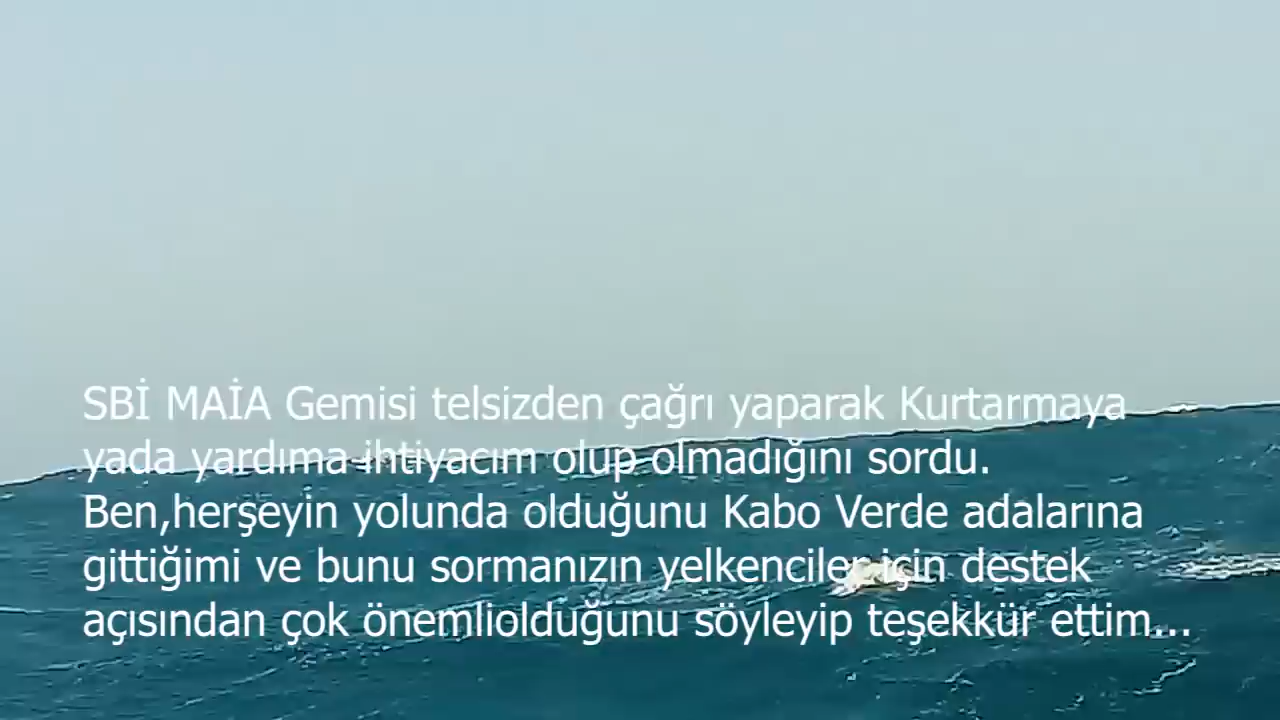 SBİ MAİA Gemisi telsizden çağrı yaparak Kurtarmaya
yada yardıma ihtiyacım olup olmadığını sordu.
Ben,herşeyin yolunda olduğunu Kabo Verde adalarına
gittiğimi ve bunu sormanızın yelkenciler için destek
açısından çok önemliolduğunu söyleyip teşekkür ettim...